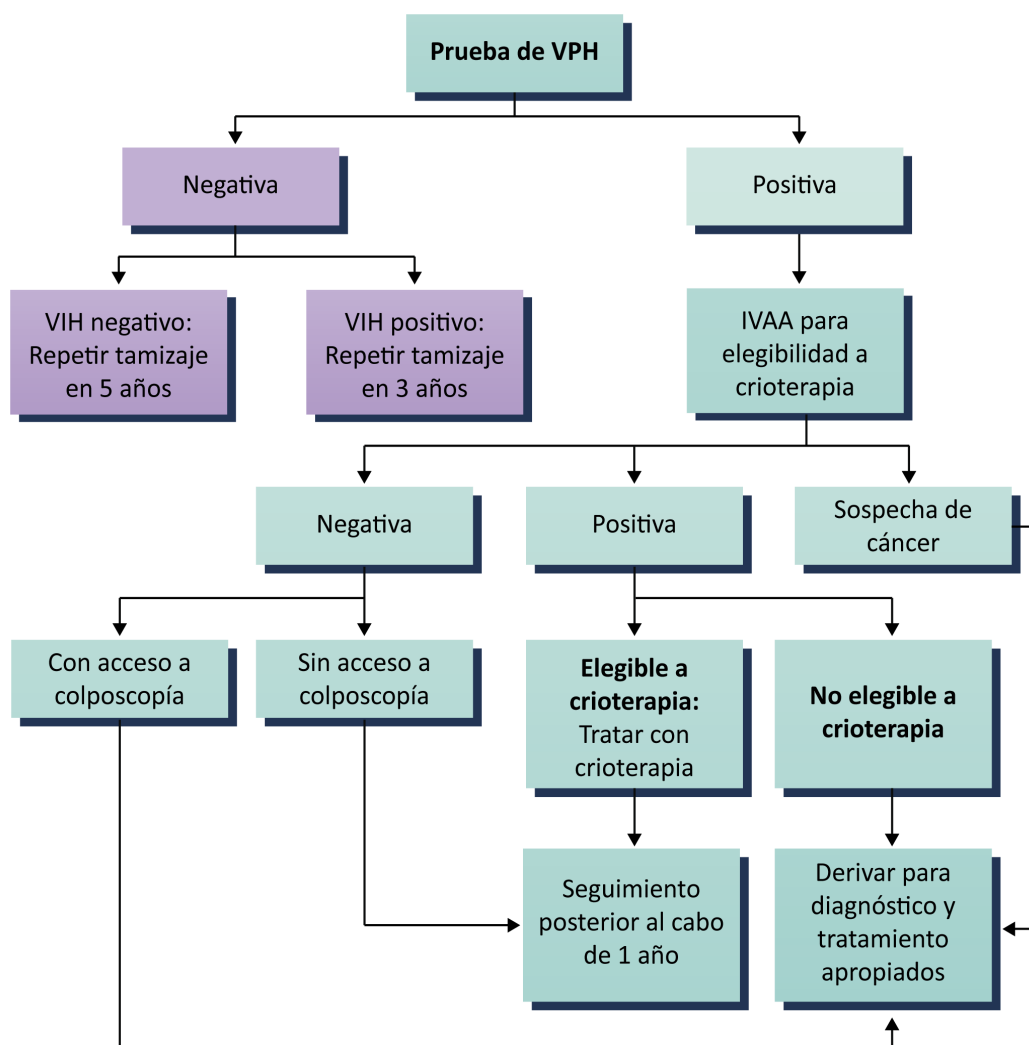 Prueba de VPH
Negativa
Positiva
VIH negativo:
Repetir tamizaje
en 5 años
VIH positivo:
Repetir tamizaje
en 3 años
IVAA para
elegibilidad a
crioterapia
Negativa
Positiva
Sospecha de
cáncer
Con acceso a
colposcopía
Sin acceso a
colposcopía
Elegible a
crioterapia:
Tratar con
crioterapia
No elegible a
crioterapia
Seguimiento
posterior al cabo
de 1 año
Derivar para
diagnóstico y
tratamiento
apropiados